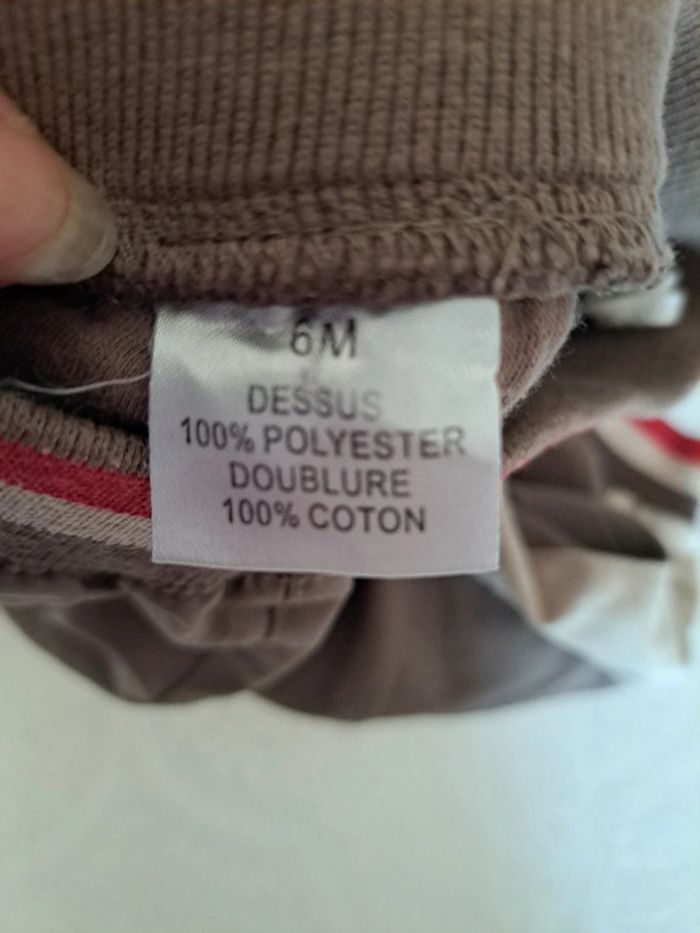 6M
DESSUS
100% POLYESTER
DOUBLURE
100% COTON